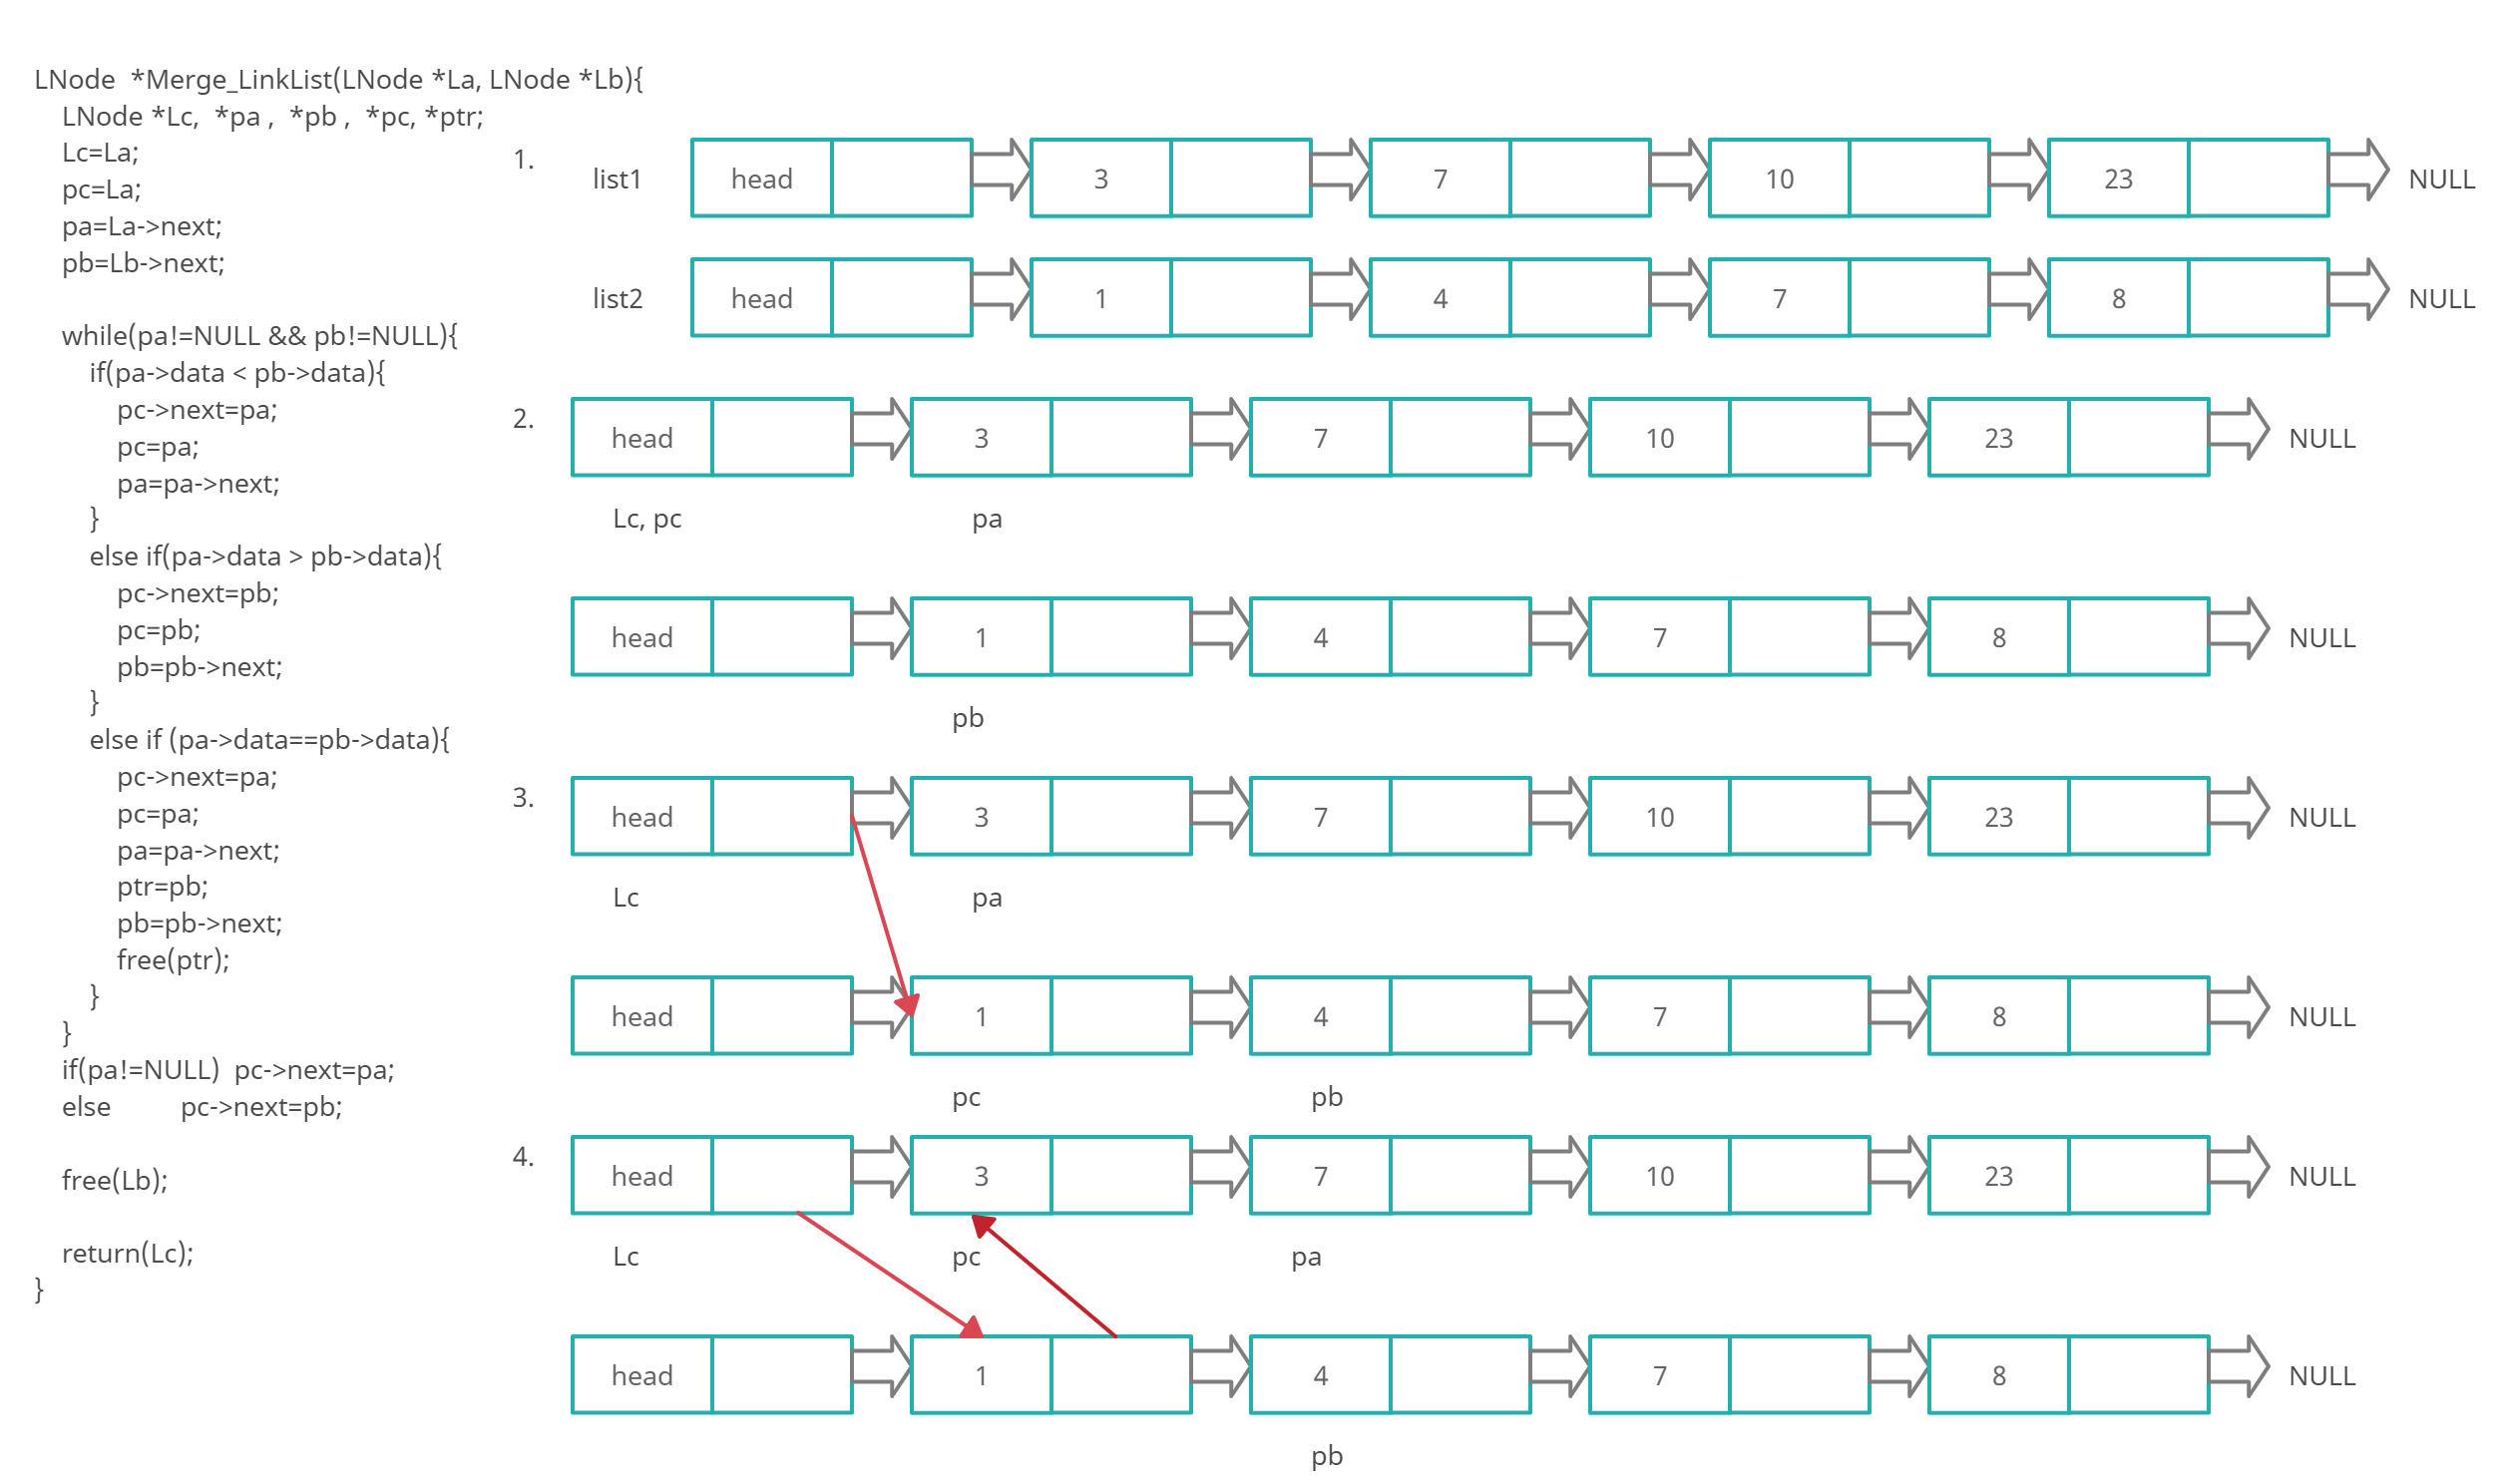 LNode  *Merge_LinkList(LNode *La, LNode *Lb){
LNode *Lc,  *pa ,  *pb ,  *pc, *ptr;
Lc=La;
pc=La;
pa=La->next;
pb=Lb->next;
while(pa!=NULL && pb!=NULL){
if(pa->data < pb->data){
pc->next=pa;
pc=pa;
pa=pa->next;
}
else if(pa->data > pb->data){
pc->next=pb;
pc=pb;
pb=pb->next;
}
else if (pa->data==pb->data){
pc->next=pa;
pc=pa;
pa=pa->next;
ptr=pb;
pb=pb->next;
free(ptr);
}
}
if(pa!=NULL)  pc->next=pa;
else          pc->next=pb;
free(Lb);
return(Lc);
}
1.
list1 head 3 7 10 23 NULL
list2 head 1 4 7 8 NULL
2.
head 3 7 10 23 NULL
Lc, pc pa
head 1 4 7 8 NULL
pb
3.
head 3 7 10 23 NULL
Lc pa
head 1 4 7 8 NULL
pc pb
4.
head 3 7 10 23 NULL
Lc pc pa
head 1 4 7 8 NULL
pb